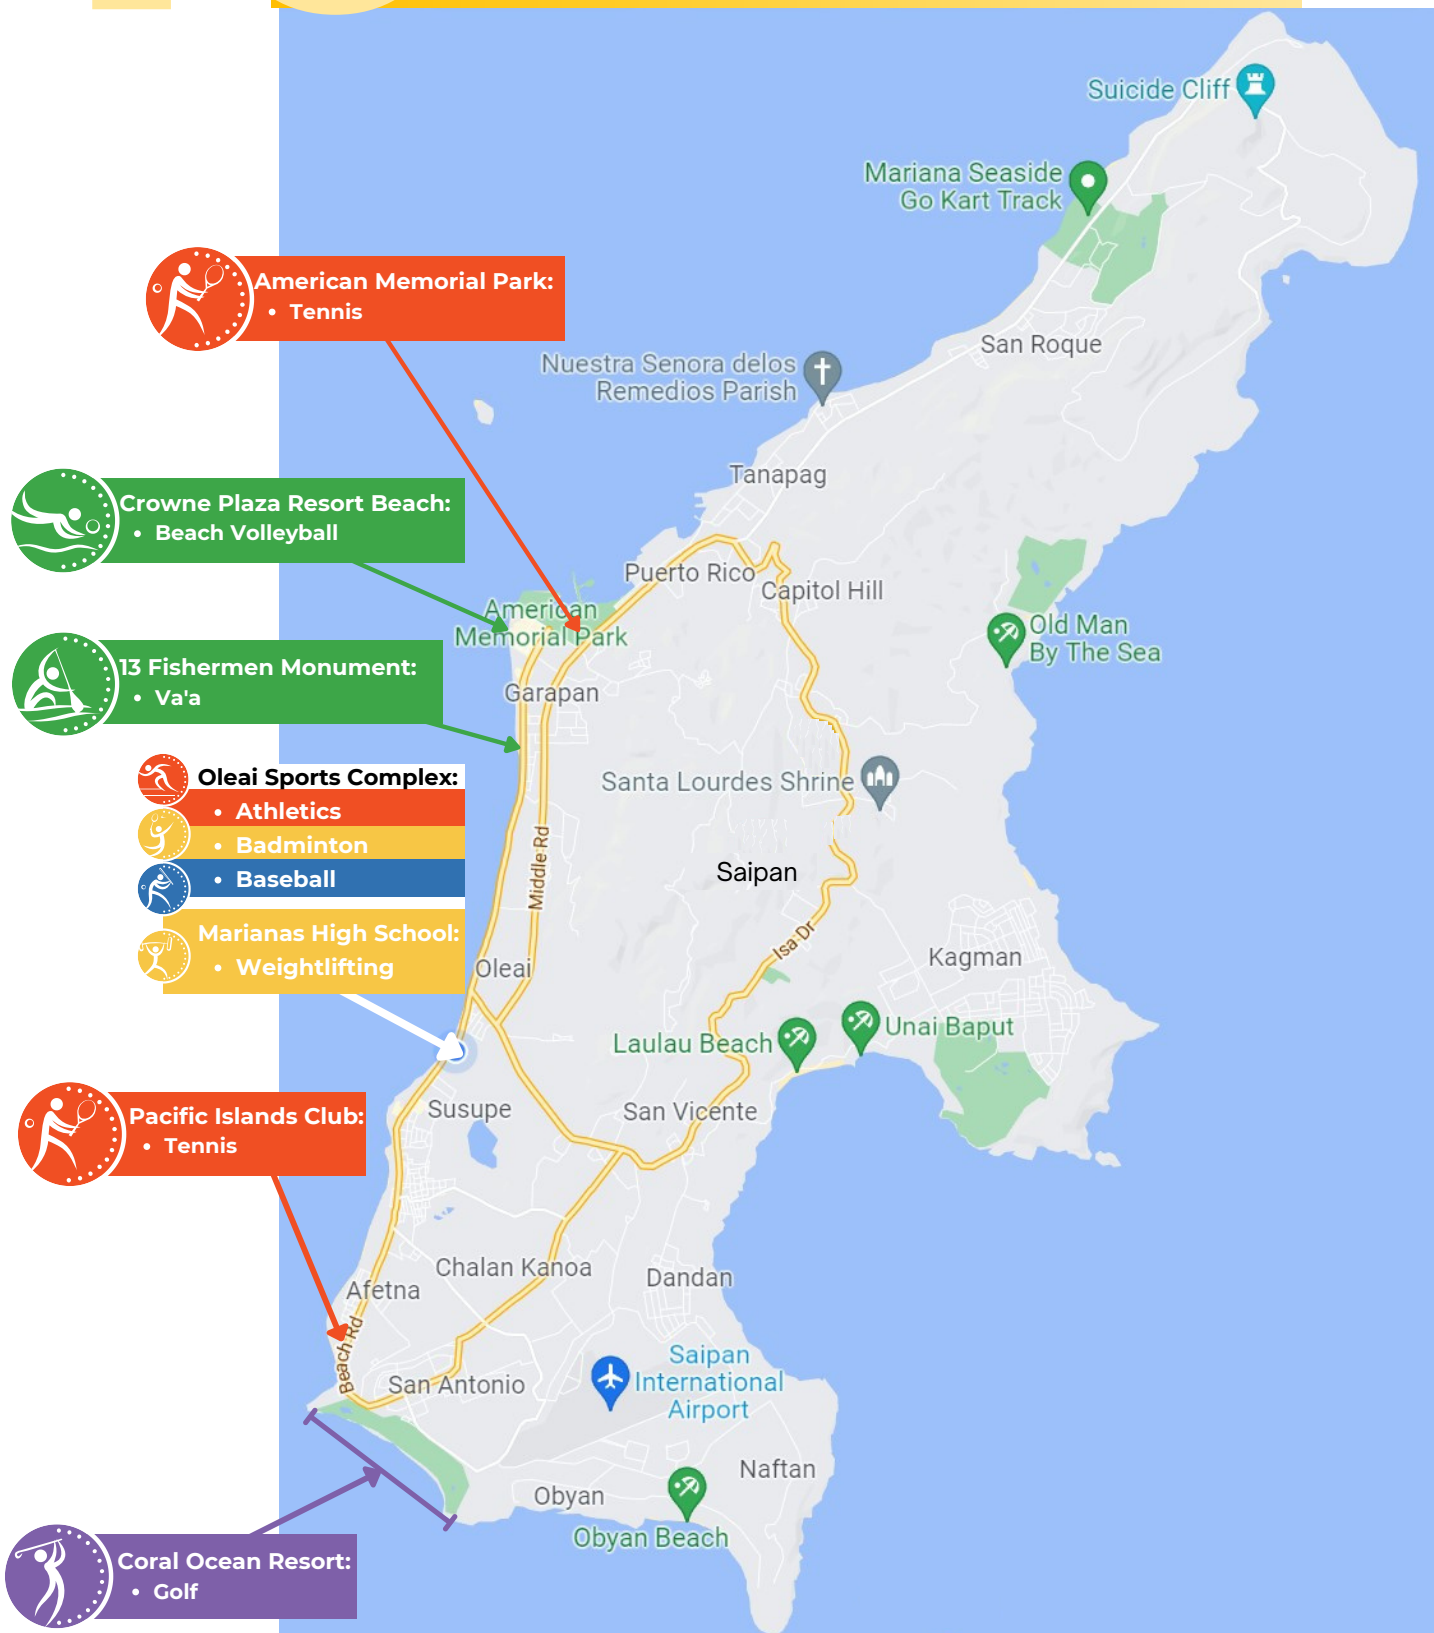 Suicide Cliff
Mariana Seaside
Go Kart Track
American Memorial Park:
• Tennis
San Roque
Nuestra Senora delos
Remedios Parish
Tanapag
Crowne Plaza Resort Beach:
• Beach Volleyball
Puerto Rico
Capitol Hill
American
Memorial Park
Old Man
By The Sea
13 Fishermen Monument:
• Va'a
Garapan
Oleai Sports Complex:
• Athletics
• Badminton
• Baseball
Santa Lourdes Shrine
Middle Rd
Saipan
Marianas High School:
• Weightlifting
Isa Dr
Kagman
Oleai
Laulau Beach
Unai Baput
Susupe
San Vicente
Pacific Islands Club:
• Tennis
Chalan Kanoa
Dandan
Afetna
Beach Rd
San Antonio
Saipan
International
Airport
Naftan
Obyan
Obyan Beach
Coral Ocean Resort:
• Golf